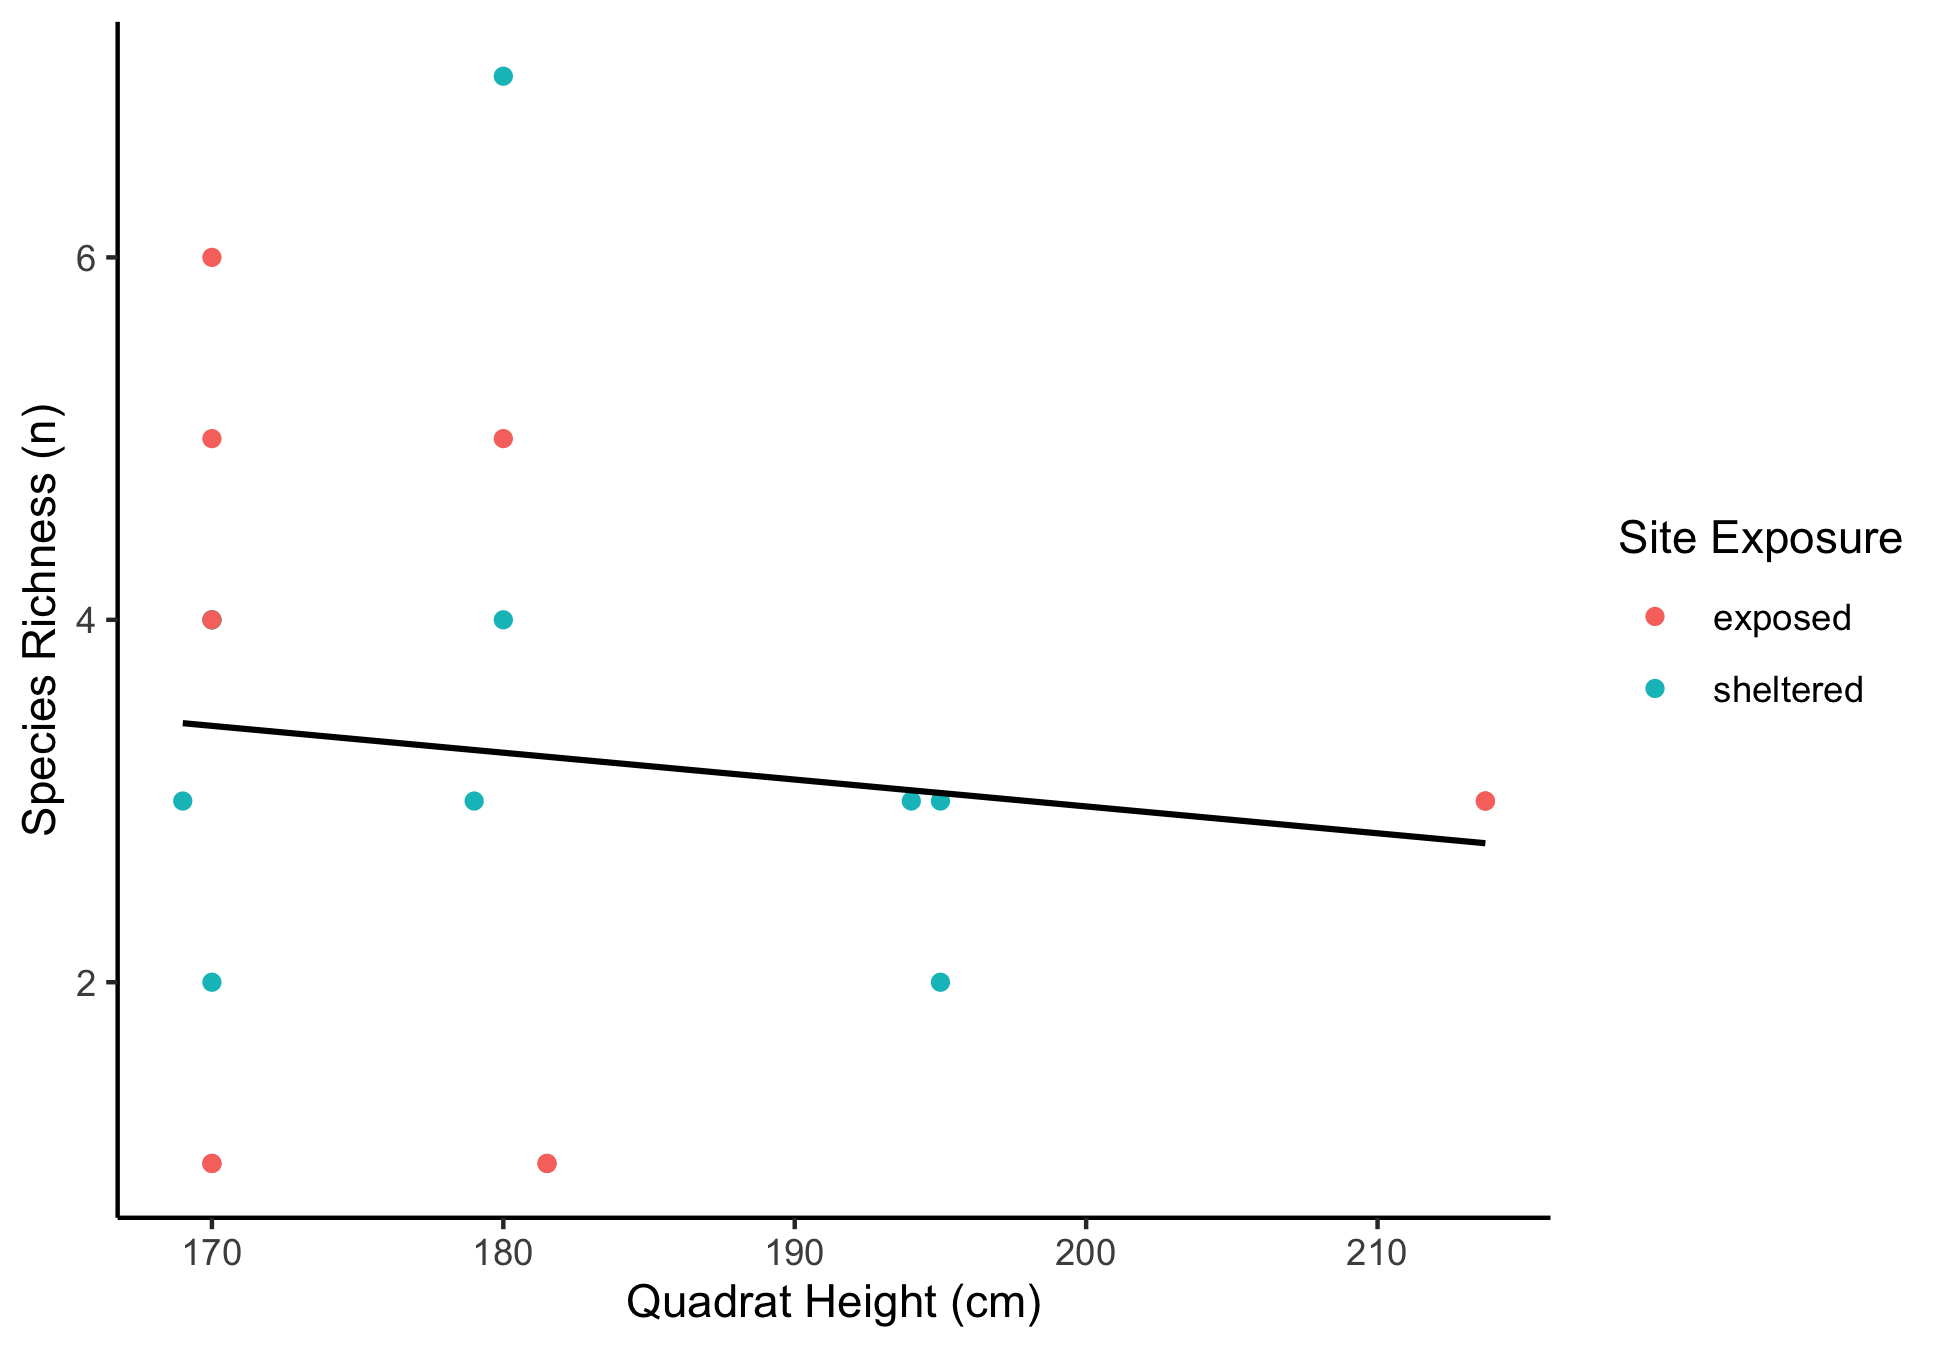 Species Richness (n)
6
4
2
170 180 190 200 210
Quadrat Height (cm)
Site Exposure
exposed
sheltered